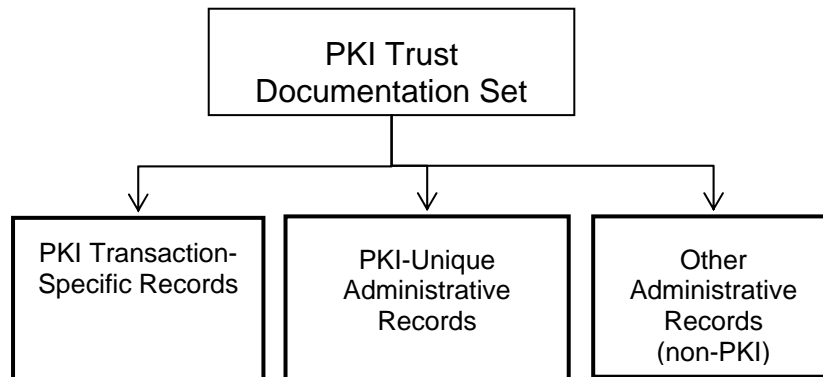 PKI Trust
Documentation Set
PKI Transaction-
Specific Records
PKI-Unique
Administrative
Records
Other
Administrative
Records
(non-PKI)